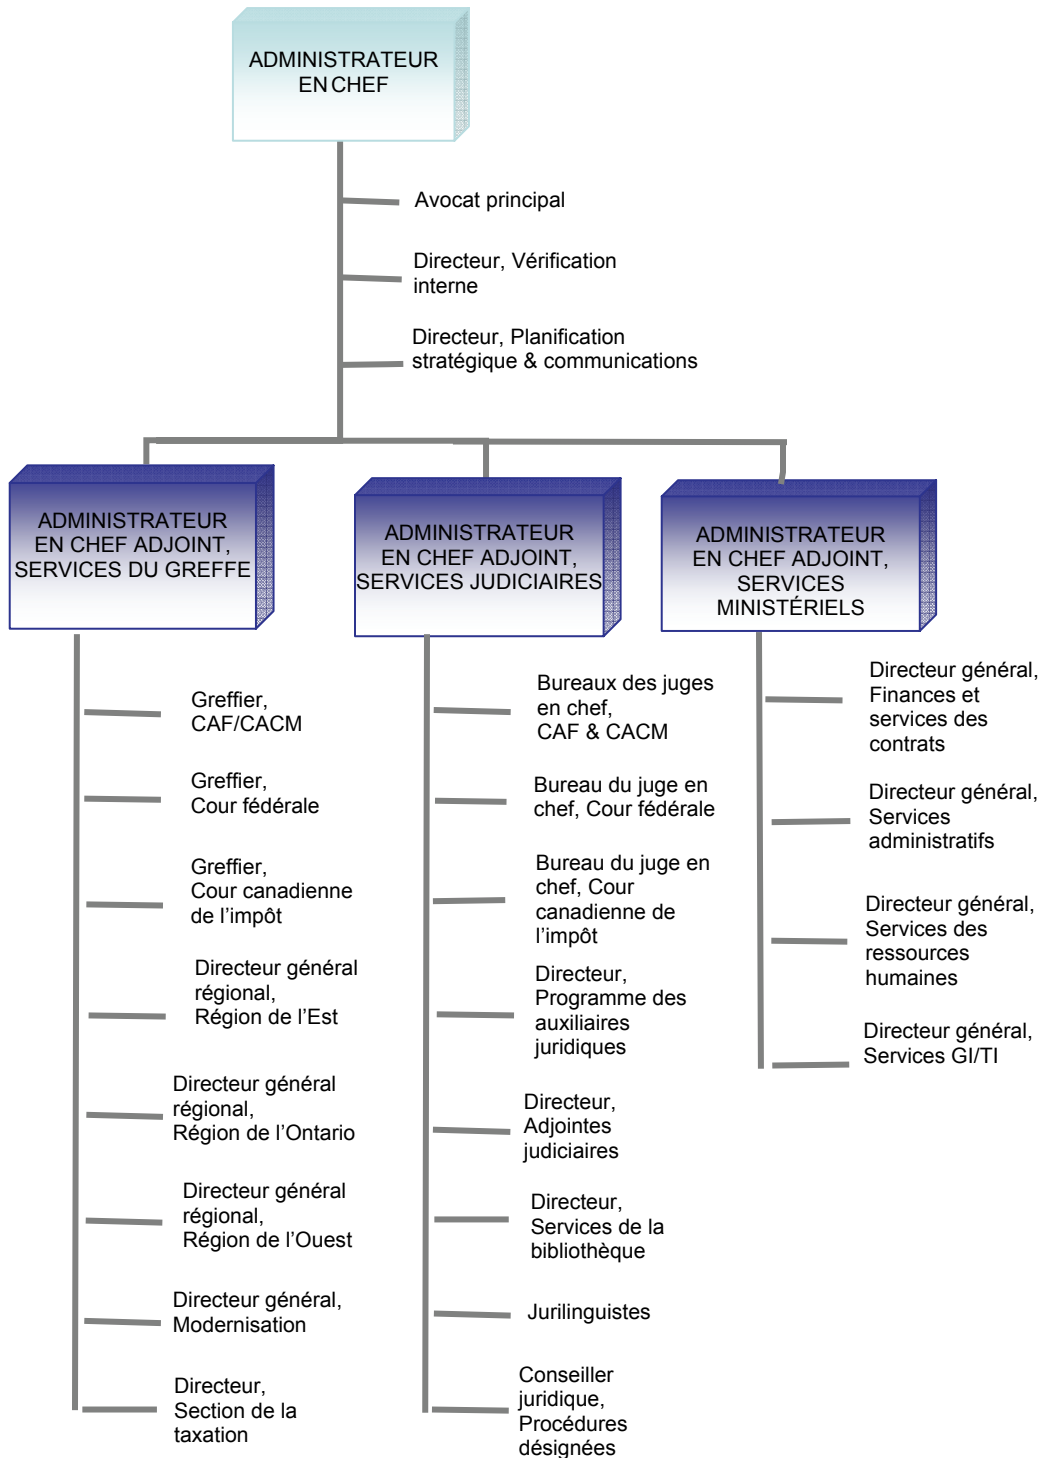 ADMINISTRATEUR
EN CHEF
Avocat principal
Directeur, Vérification
interne
Directeur, Planification
stratégique & communications
ADMINISTRATEUR
EN CHEF ADJOINT,
SERVICES DU GREFFE
Greffier,
CAF/CACM
Greffier,
Cour fédérale
Greffier,
Cour canadienne
de l’impôt
Directeur général
régional,
Région de l’Est
Directeur général
régional,
Région de l’Ontario
Directeur général
régional,
Région de l’Ouest
Directeur général,
Modernisation
Directeur,
Section de la
taxation
ADMINISTRATEUR
EN CHEF ADJOINT,
SERVICES JUDICIAIRES
Bureaux des juges
en chef,
CAF & CACM
Bureau du juge en
chef, Cour fédérale
Bureau du juge en
chef, Cour
canadienne de
l’impôt
Directeur,
Programme des
auxiliaires
juridiques
Directeur,
Adjointes
judiciaires
Directeur,
Services de la
bibliothèque
Jurilinguistes
Conseiller
juridique,
Procédures
désignées
ADMINISTRATEUR
EN CHEF ADJOINT,
SERVICES
MINISTÉRIELS
Directeur général,
Finances et
services des
contrats
Directeur général,
Services
administratifs
Directeur général,
Services des
ressources
humaines
Directeur général,
Services GI/TI